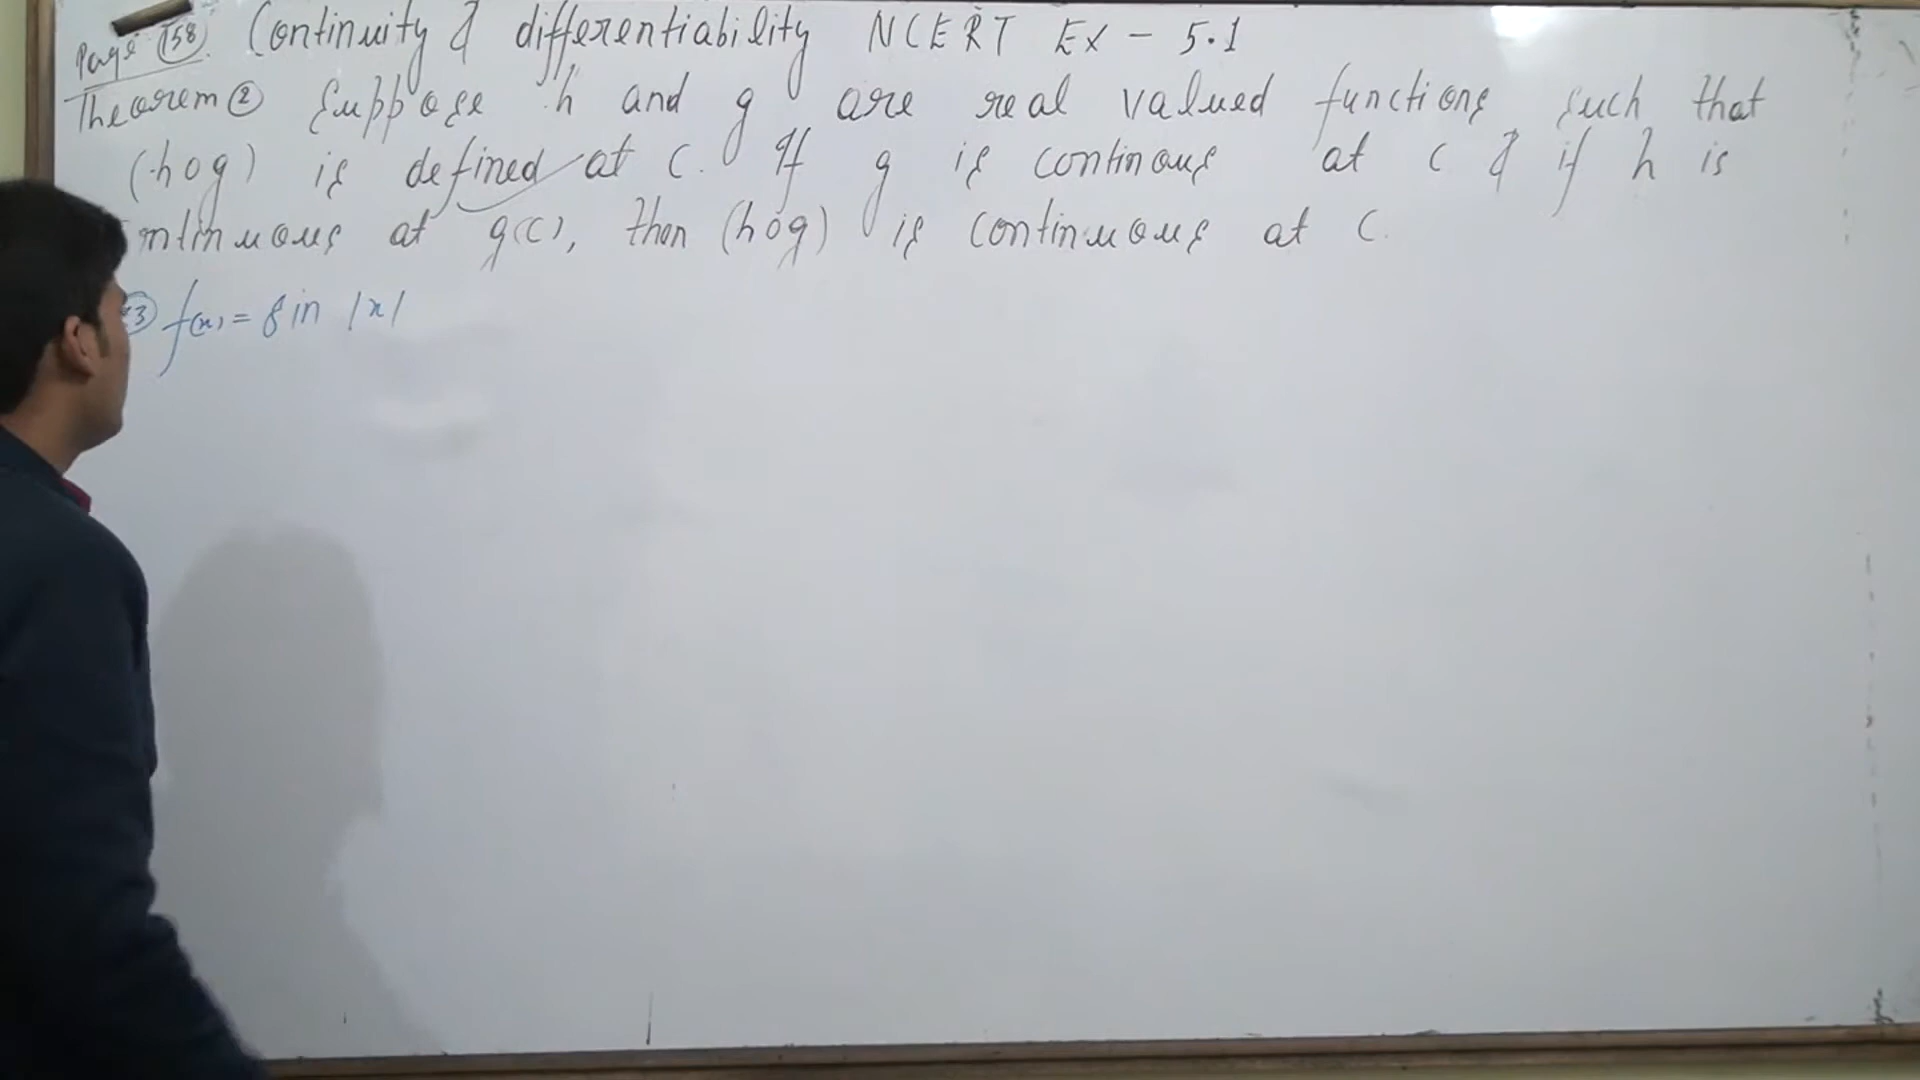 Page 158 Continuity & differentiability NCERT Ex - 5.1
Theorem 2 Suppose h and g are real valued functions such that
(hog) is defined at c. If g is continous at c & if h is
ntinuous at g(c), then (hog) is continuous at c.
3 f(x) = sin |x|